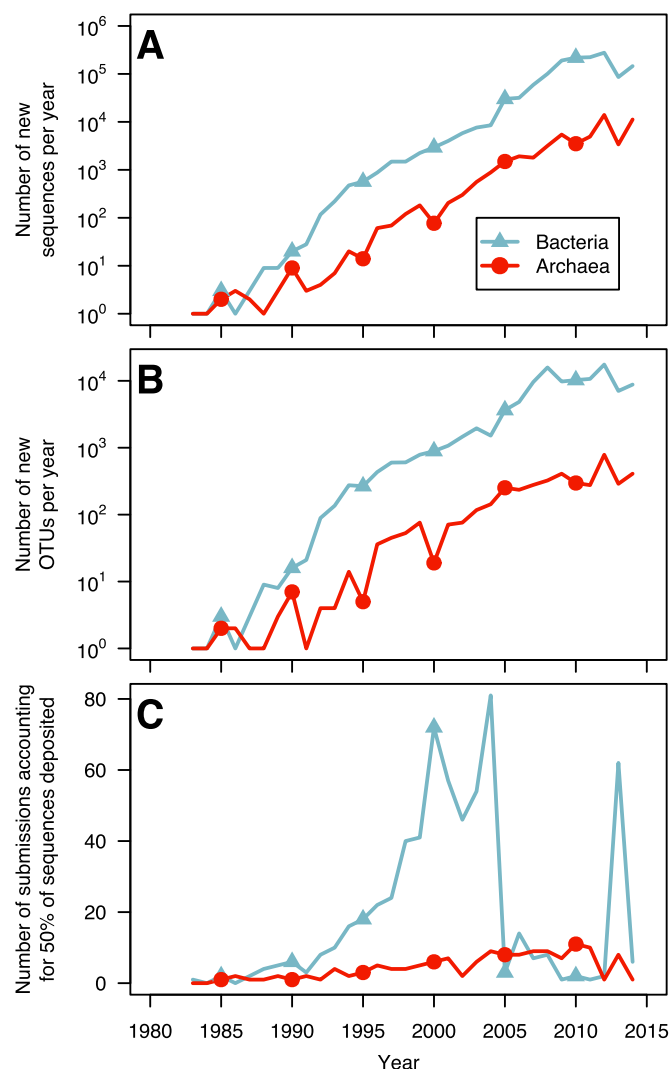 A
Number of new
sequences per year
10^6
10^5
10^4
10^3
10^2
10^1
10^0
Bacteria
Archaea
B
Number of new
OTUs per year
10^4
10^3
10^2
10^1
10^0
C
Number of submissions accounting
for 50% of sequences deposited
80
60
40
20
0
1980 1985 1990 1995 2000 2005 2010 2015
Year